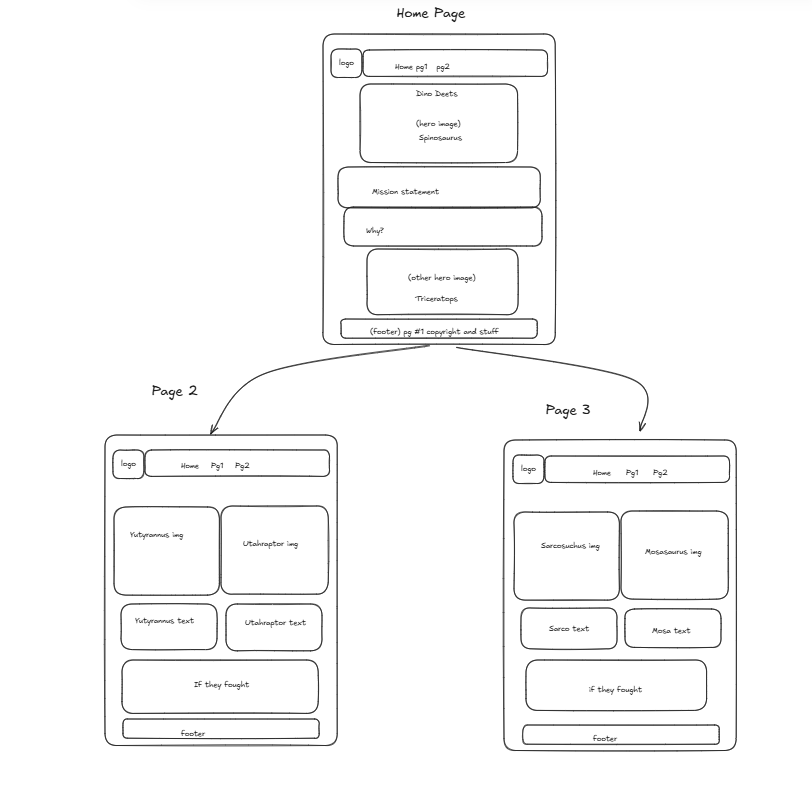 Home Page
logo
Home pg1 pg2
Dino Deets
(hero image)
Spinosaurus
Mission statement
Why?
(other hero image)
Triceratops
(footer) pg #1 copyright and stuff
Page 2
logo
Home Pg1 Pg2
Yutyrannus img
Utahraptor img
Yutyrannus text
Utahraptor text
If they fought
footer
Page 3
logo
Home Pg1 Pg2
Sarcosuchus img
Mosasaurus img
Sarco text
Mosa text
if they fought
footer